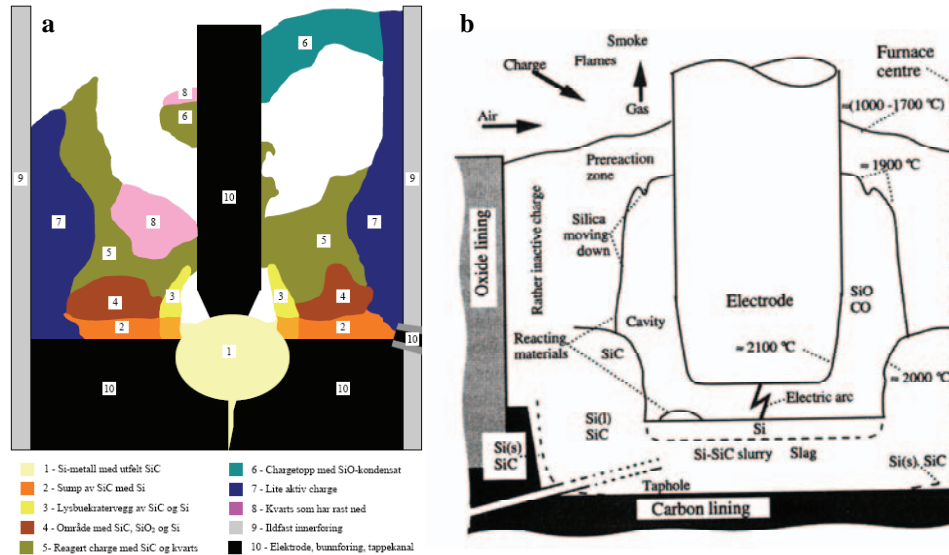 a
8
6
6
9
9
10
7
7
8
5
5
4
3
3
4
2
2
1
10
10
10
1 - Si-metall med utfelt SiC
2 - Sump av SiC med Si
3 - Lysbuekratervegg av SiC og Si
4 - Område med SiC, SiO2 og Si
5- Reagert charge med SiC og kvarts
6 - Chargetopp med SiO-kondensat
7 - Lite aktiv charge
8 - Kvarts som har rast ned
9 - Ildfast innerforing
10 - Elektrode, bunnforing, tappekanal
b
Smoke
Flames
Charge
Gas
Air
Furnace
centre
≈(1000 -1700 °C)
Prereaction
zone
≈ 1900 °C
Oxide lining
Rather inactive charge
Silica
moving
down
Electrode
SiO
CO
Cavity
Reacting
materials
SiC
≈ 2100 °C
≈ 2000 °C
Electric arc
Si
Si(l)
SiC
Si(s)
SiC
Si-SiC slurry Slag
Si(s). SiC
Taphole
Carbon lining